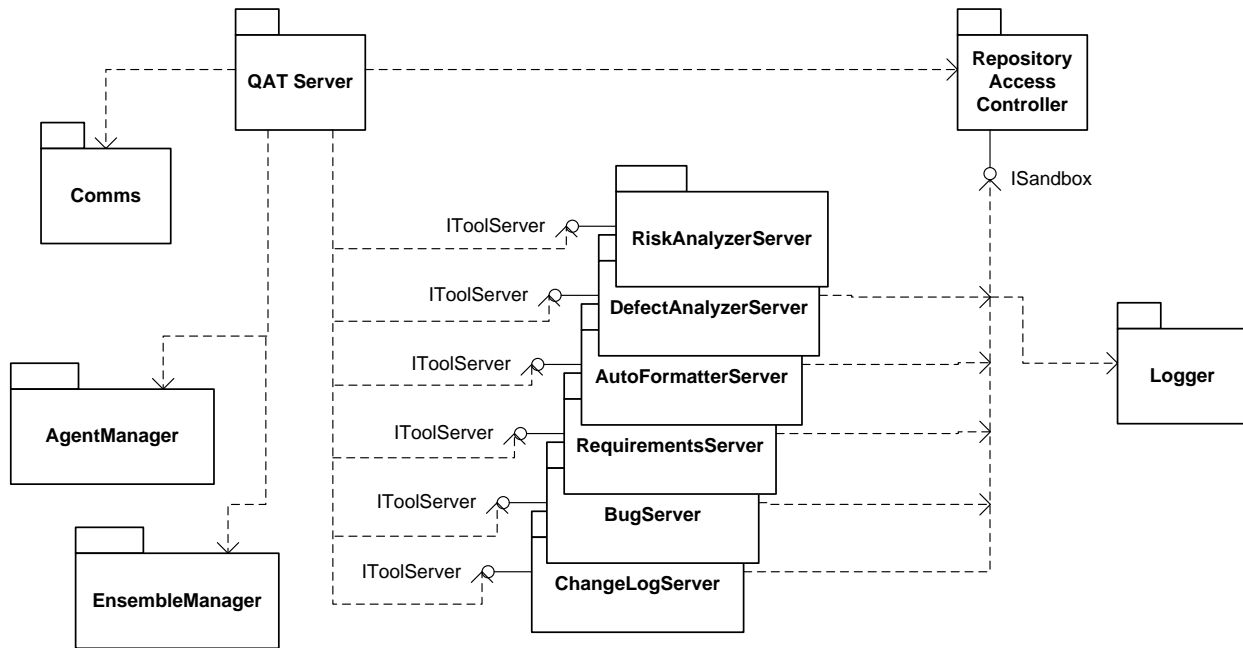 QAT Server
Repository
Access
Controller
Comms
ISandbox
IToolServer
RiskAnalyzerServer
IToolServer
DefectAnalyzerServer
IToolServer
AutoFormatterServer
Logger
AgentManager
IToolServer
RequirementsServer
IToolServer
BugServer
IToolServer
ChangeLogServer
EnsembleManager